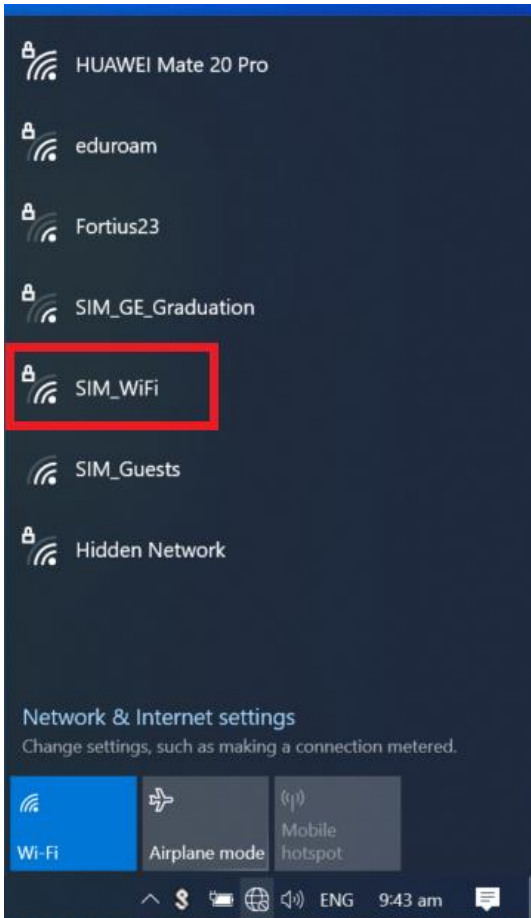 HUAWEI Mate 20 Pro
eduroam
Fortius23
SIM_GE_Graduation
SIM_WiFi
SIM_Guests
Hidden Network
Network & Internet settings
Change settings, such as making a connection metered.
Wi-Fi
Airplane mode
Mobile
hotspot
ENG
9:43 am